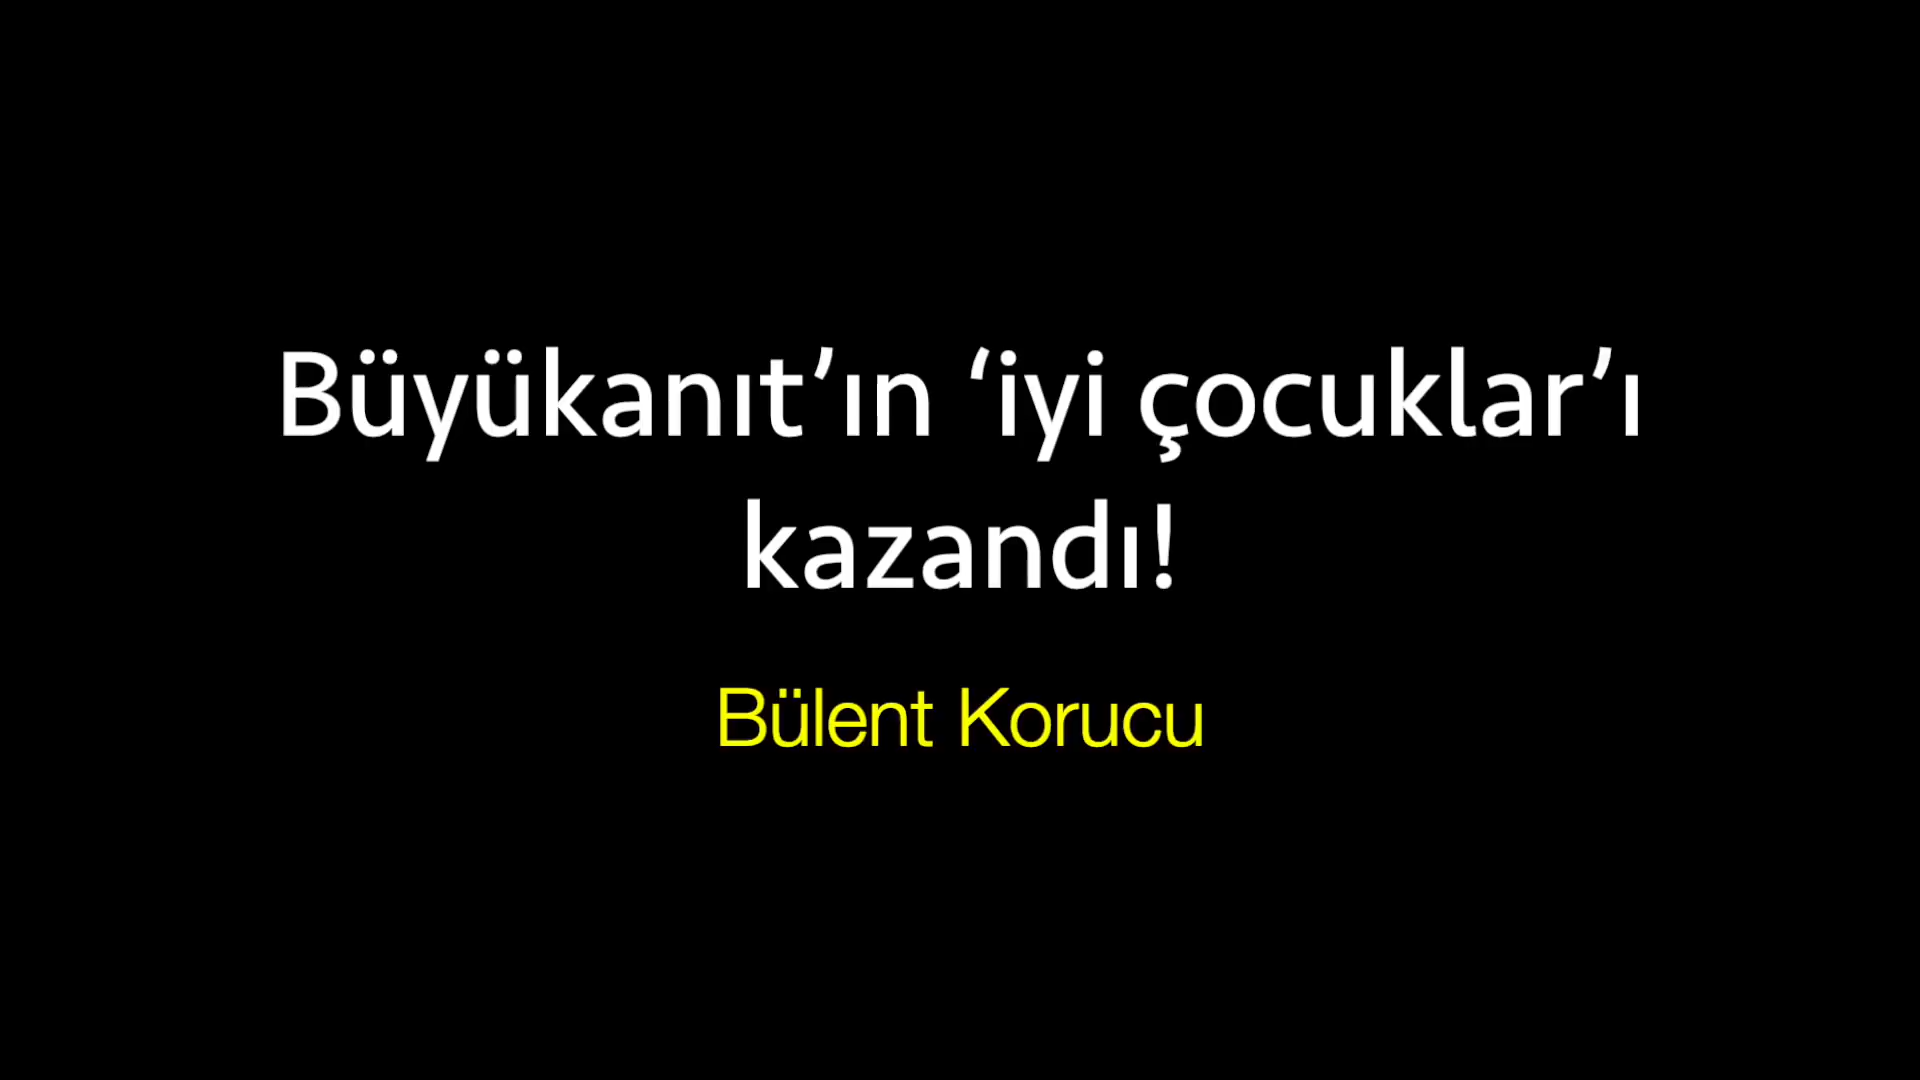 Büyükanıt’ın ‘iyi çocuklar’ı
kazandı!
Bülent Korucu